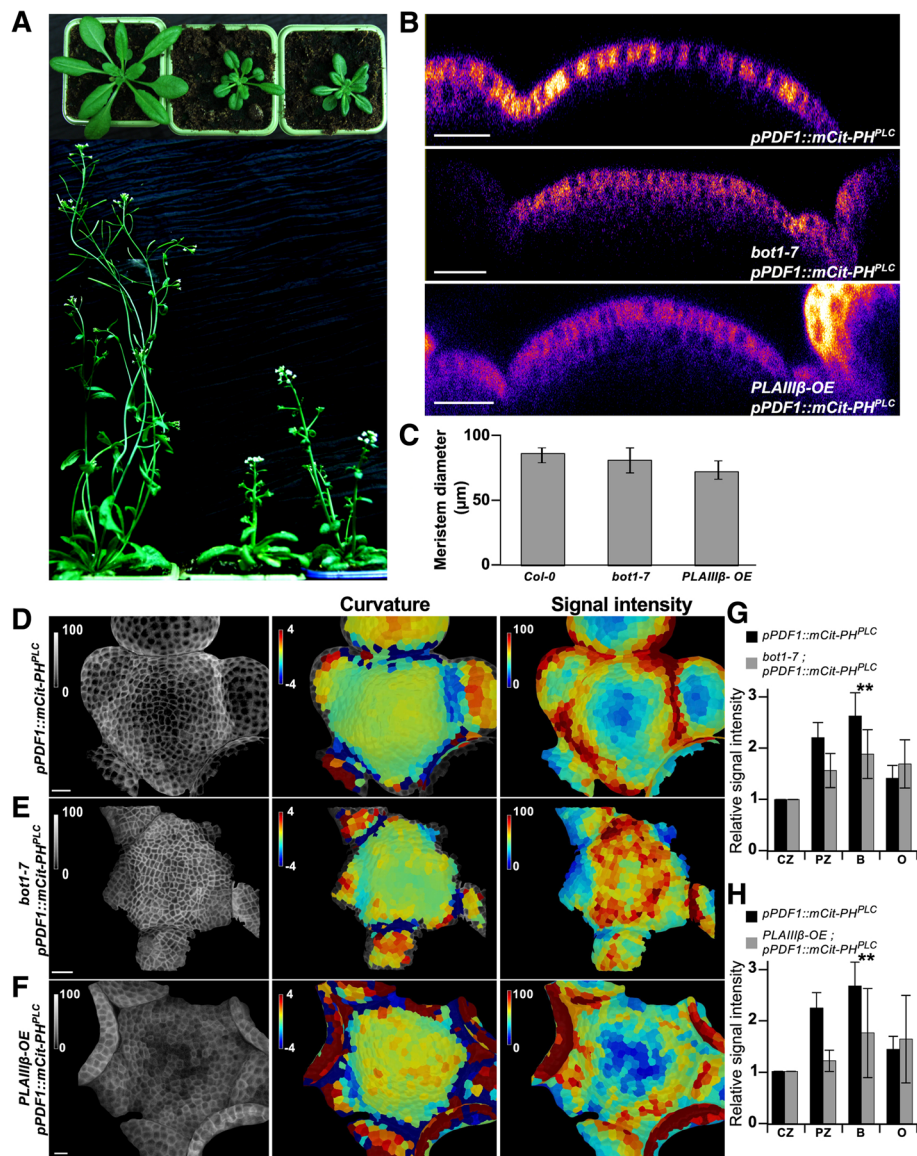 A
B
pPDF1::mCit-PH^PLC
bot1-7
pPDF1::mCit-PH^PLC
PLAIIIβ-OE
pPDF1::mCit-PH^PLC
C
Meristem diameter
(µm)
100
50
0
Col-0
bot1-7
PLAIIIβ- OE
Curvature
Signal intensity
D
pPDF1::mCit-PH^PLC
100
0
4
-4
100
0
E
bot1-7
pPDF1::mCit-PH^PLC
100
0
4
-4
100
0
F
PLAIIIβ-OE
pPDF1::mCit-PH^PLC
100
0
4
-4
100
0
G
pPDF1::mCit-PH^PLC
bot1-7 ;
pPDF1::mCit-PH^PLC
**
Relative signal intensity
3
2
1
0
CZ
PZ
B
O
H
pPDF1::mCit-PH^PLC
PLAIIIβ-OE ;
pPDF1::mCit-PH^PLC
**
Relative signal intensity
3
2
1
0
CZ
PZ
B
O